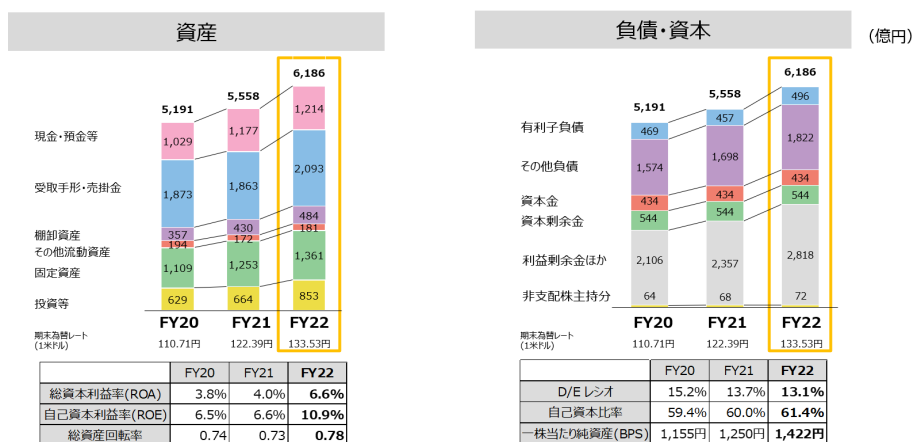 資産
6,186
5,558
5,191
現金・預金等
1,029
1,177
1,214
受取手形・売掛金
1,873
1,863
2,093
棚卸資産
357
430
484
その他流動資産
194
172
181
固定資産
1,109
1,253
1,361
投資等
629
664
853
FY20 FY21 FY22
期末為替レート
(1米ドル)
110.71円 122.39円 133.53円
FY20 FY21 FY22
総資本利益率(ROA) 3.8% 4.0% 6.6%
自己資本利益率(ROE) 6.5% 6.6% 10.9%
総資産回転率 0.74 0.73 0.78
負債・資本
(億円)
6,186
5,558
5,191
有利子負債
469
457
496
その他負債
1,574
1,698
1,822
資本金
434
434
434
資本剰余金
544
544
544
利益剰余金ほか
2,106
2,357
2,818
非支配株主持分
64
68
72
FY20 FY21 FY22
期末為替レート
(1米ドル)
110.71円 122.39円 133.53円
FY20 FY21 FY22
D/E レシオ 15.2% 13.7% 13.1%
自己資本比率 59.4% 60.0% 61.4%
一株当たり純資産(BPS) 1,155円 1,250円 1,422円